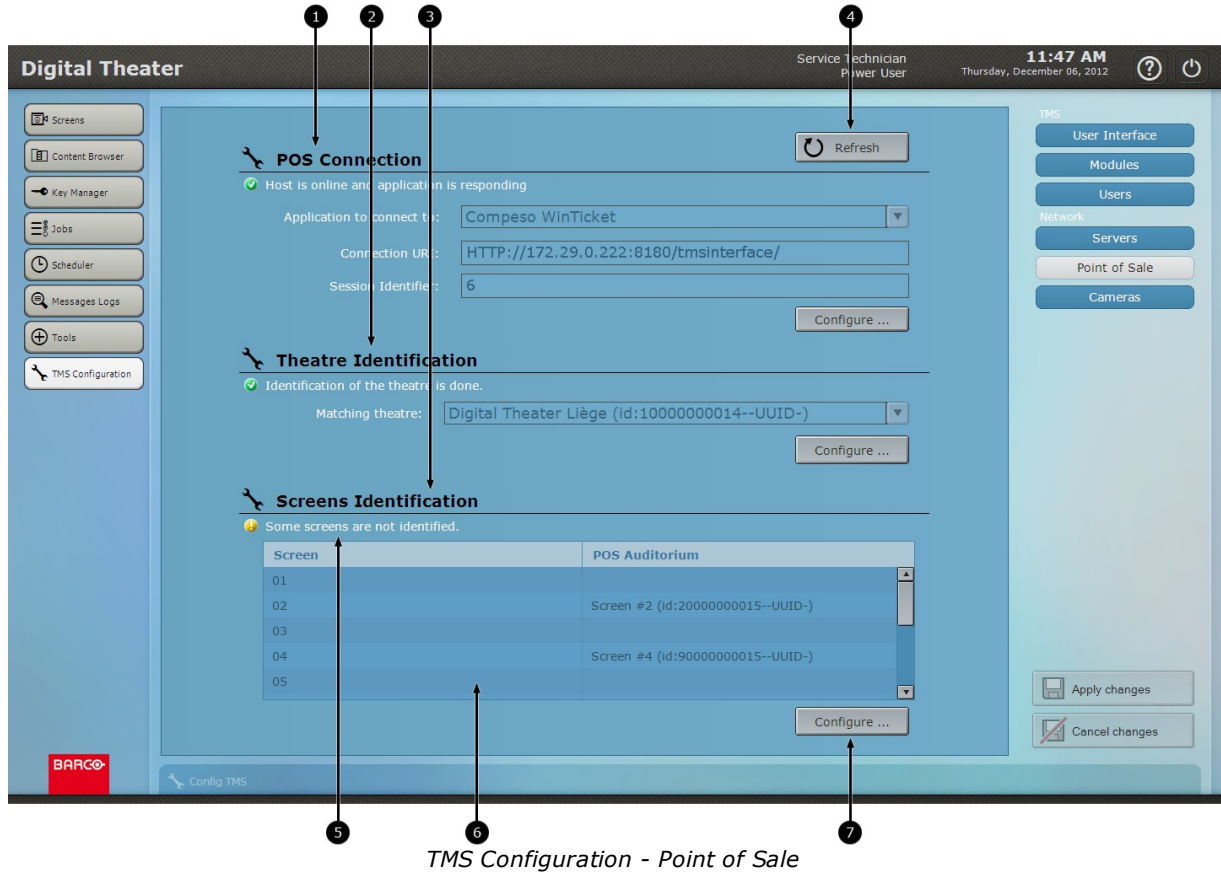 1 2 3 4
Digital Theater
Service Technician
Power User
11:47 AM
Thursday, December 06, 2012
?
Screens
Content Browser
Key Manager
Jobs
Scheduler
Messages Logs
Tools
TMS Configuration
POS Connection
Refresh
Host is online and application is responding
Application to connect to: Compeso WinTicket
Connection URI: HTTP://172.29.0.222:8180/tmsinterface/
Session Identifier: 6
Configure ...
Theatre Identification
Identification of the theatre is done.
Matching theatre: Digital Theater Liège (id:10000000014--UUID-)
Configure ...
Screens Identification
Some screens are not identified.
Screen POS Auditorium
01
02 Screen #2 (id:20000000015--UUID-)
03
04 Screen #4 (id:90000000015--UUID-)
05
Configure ...
TMS
User Interface
Modules
Users
Network
Servers
Point of Sale
Cameras
Apply changes
Cancel changes
BARCO
Config TMS
5 6 7
TMS Configuration - Point of Sale